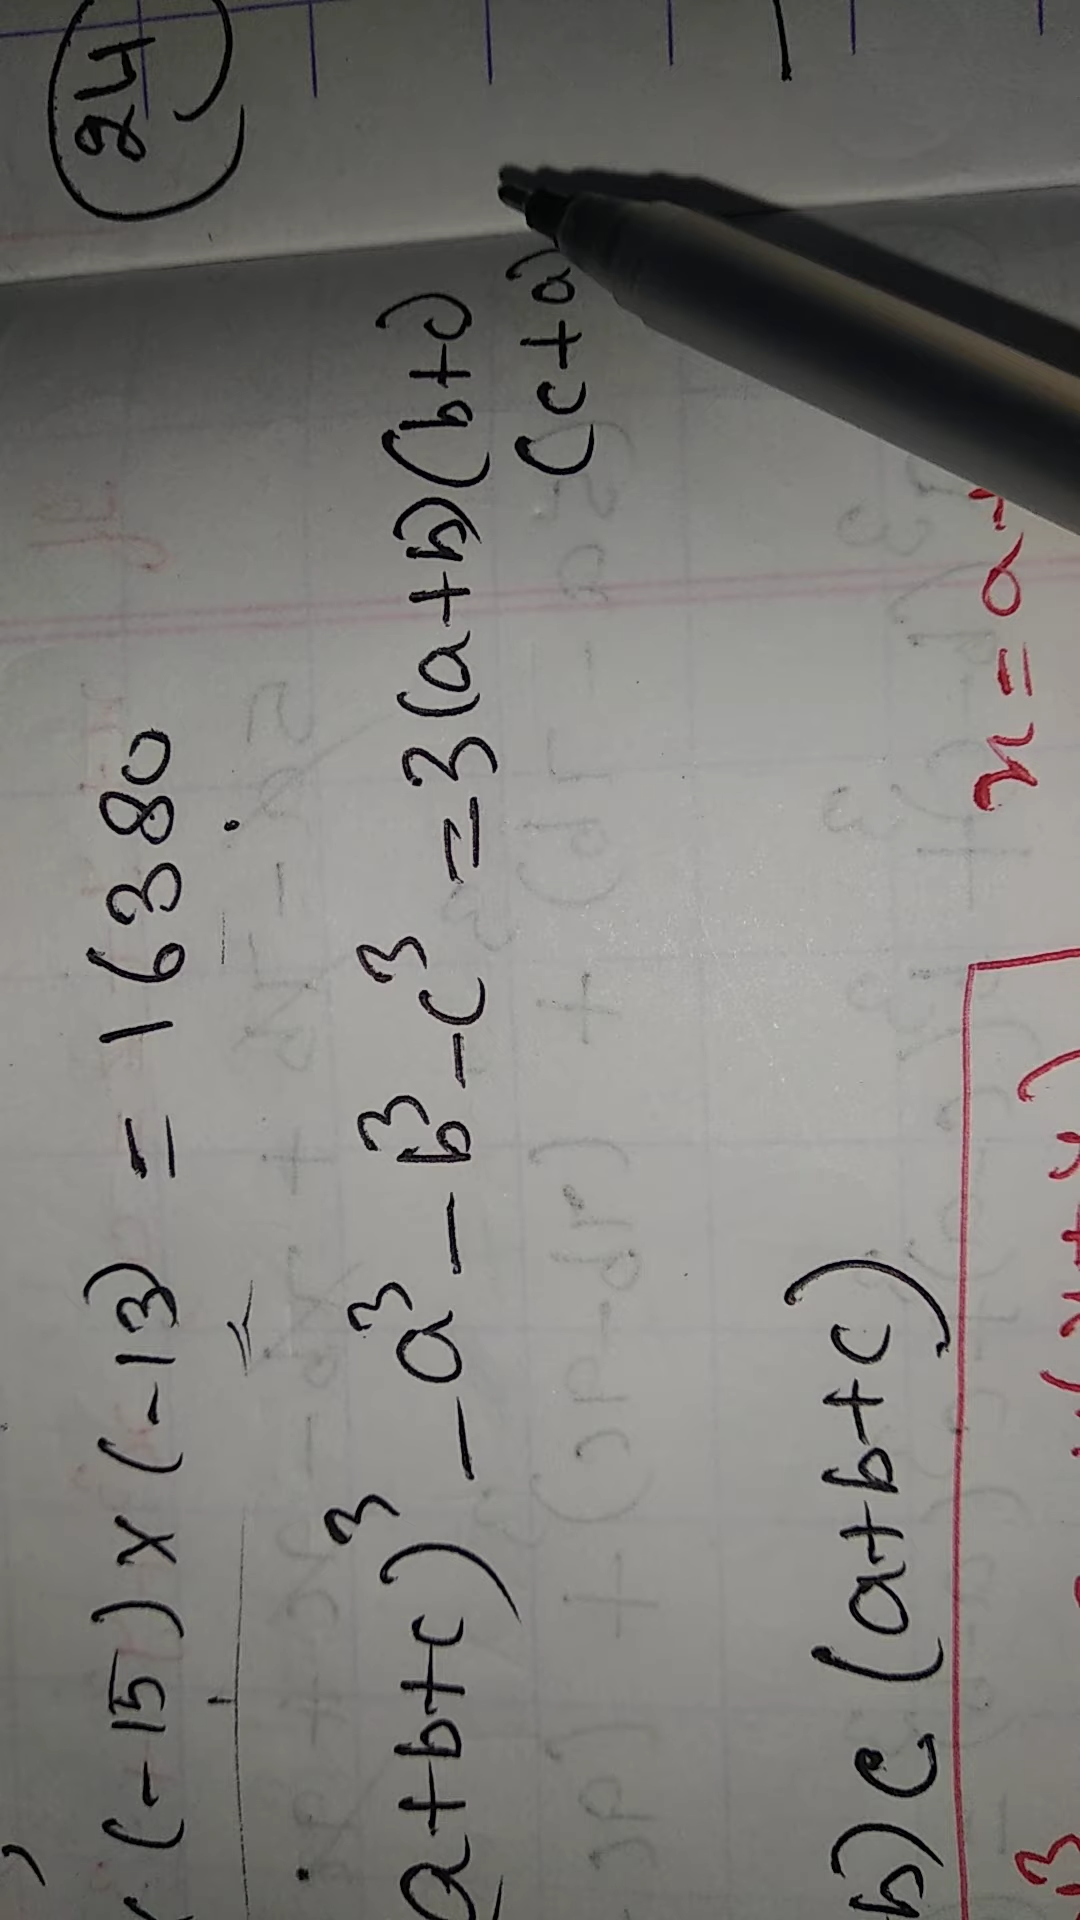 24
(-15) × (-13) = 16380
a+b+c)³ - a³ - b³ - c³ = 3(a+b)(b+c)
(c+a)
b) c (a+b+c)
x = a+